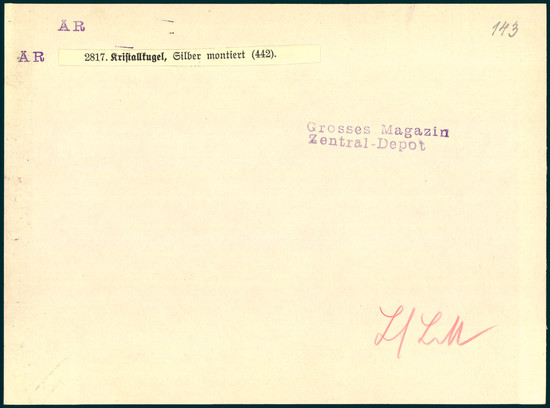 ÄR
143
ÄR
2817. Kristallkugel, Silber montiert (442).
Grosses Magazin
Zentral-Depot